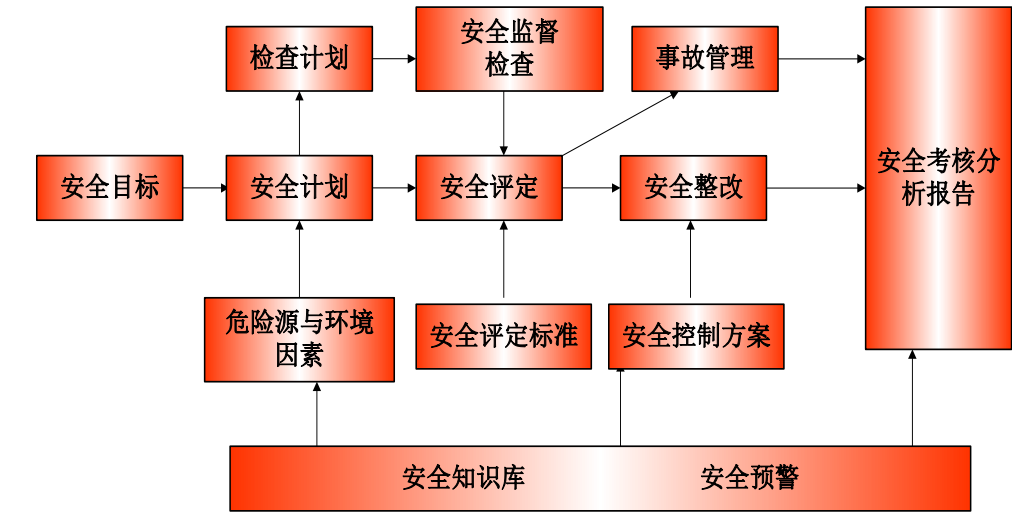 检查计划
安全监督
检查
事故管理
安全目标
安全计划
安全评定
安全整改
安全考核分
析报告
危险源与环境
因素
安全评定标准
安全控制方案
安全知识库
安全预警